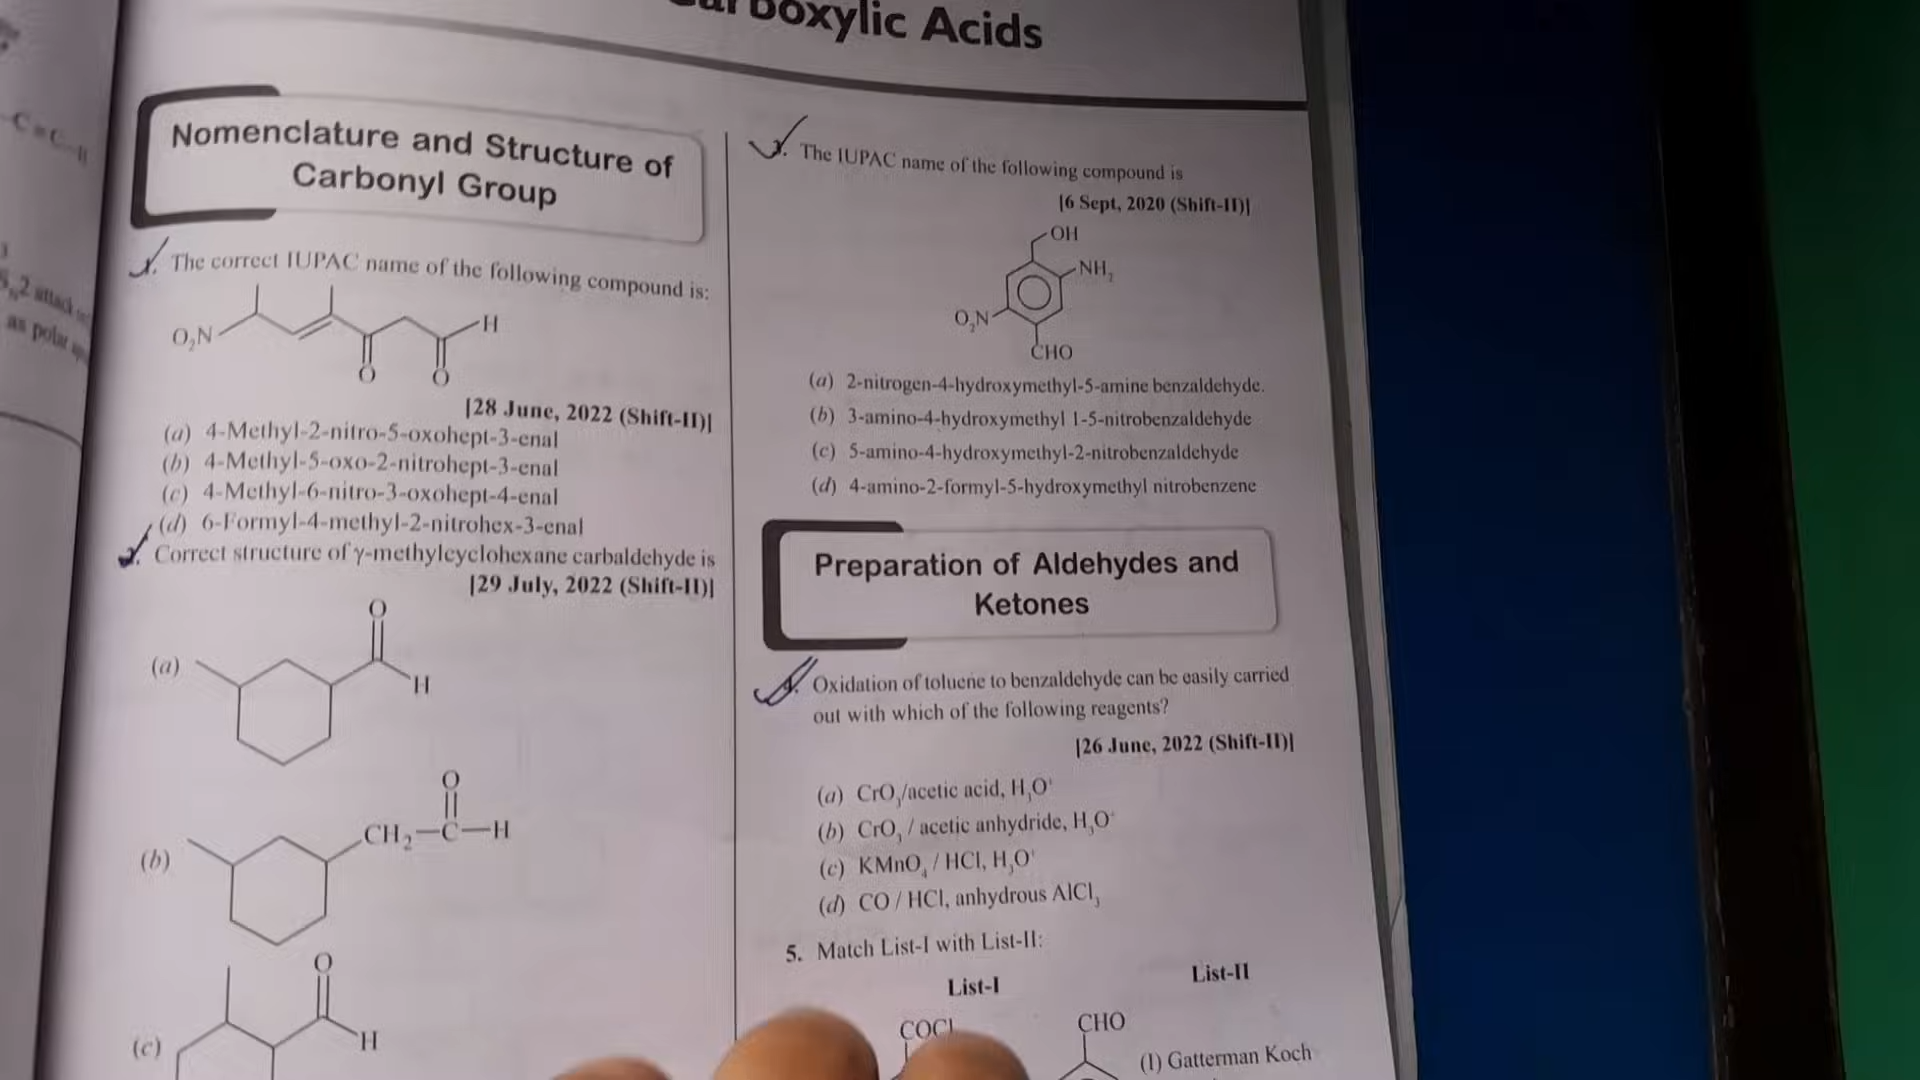 Carboxylic Acids
Nomenclature and Structure of
Carbonyl Group
1. The correct IUPAC name of the following compound is:
O₂N
H
O
O
[28 June, 2022 (Shift-II)]
(a) 4-Methyl-2-nitro-5-oxohept-3-enal
(b) 4-Methyl-5-oxo-2-nitrohept-3-enal
(c) 4-Methyl-6-nitro-3-oxohept-4-enal
(d) 6-Formyl-4-methyl-2-nitrohex-3-enal
2. Correct structure of γ-methylcyclohexane carbaldehyde is
[29 July, 2022 (Shift-II)]
O
(a)
H
O
(b)
CH₂—C—H
O
(c)
H
3. The IUPAC name of the following compound is
[6 Sept, 2020 (Shift-II)]
OH
NH₂
O₂N
CHO
(a) 2-nitrogen-4-hydroxymethyl-5-amine benzaldehyde.
(b) 3-amino-4-hydroxymethyl 1-5-nitrobenzaldehyde
(c) 5-amino-4-hydroxymethyl-2-nitrobenzaldehyde
(d) 4-amino-2-formyl-5-hydroxymethyl nitrobenzene
Preparation of Aldehydes and
Ketones
4. Oxidation of toluene to benzaldehyde can be easily carried
out with which of the following reagents?
[26 June, 2022 (Shift-II)]
(a) CrO₃/acetic acid, H₃O⁺
(b) CrO₃ / acetic anhydride, H₃O⁺
(c) KMnO₄ / HCl, H₃O⁺
(d) CO / HCl, anhydrous AlCl₃
5. Match List-I with List-II:
List-I List-II
COCl CHO
(I) Gatterman Koch